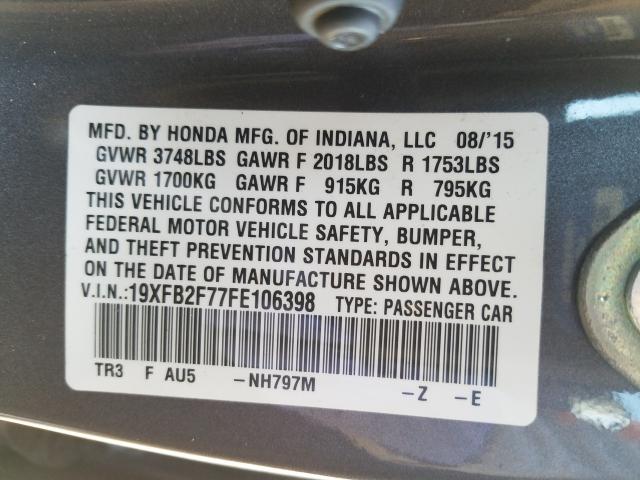 MFD. BY HONDA MFG. OF INDIANA, LLC 08/'15
GVWR 3748LBS GAWR F 2018LBS R 1753LBS
GVWR 1700KG GAWR F 915KG R 795KG
THIS VEHICLE CONFORMS TO ALL APPLICABLE
FEDERAL MOTOR VEHICLE SAFETY, BUMPER,
AND THEFT PREVENTION STANDARDS IN EFFECT
ON THE DATE OF MANUFACTURE SHOWN ABOVE.
V.I.N.:19XFB2F77FE106398 TYPE: PASSENGER CAR
TR3 F AU5 -NH797M -Z -E